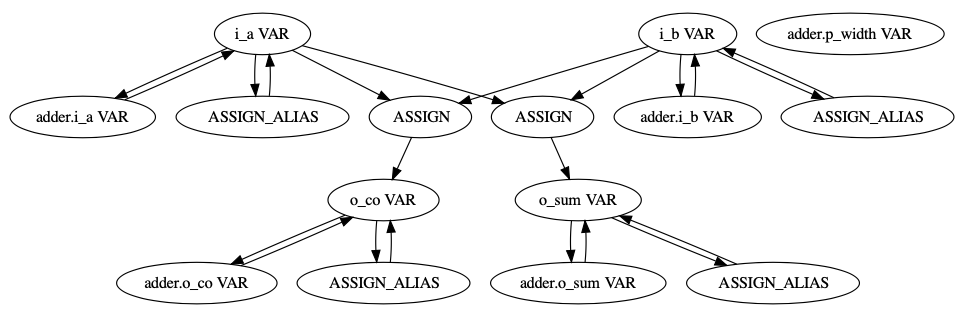 i_a VAR
i_b VAR
adder.p_width VAR
adder.i_a VAR
ASSIGN_ALIAS
ASSIGN
ASSIGN
adder.i_b VAR
ASSIGN_ALIAS
o_co VAR
o_sum VAR
adder.o_co VAR
ASSIGN_ALIAS
adder.o_sum VAR
ASSIGN_ALIAS